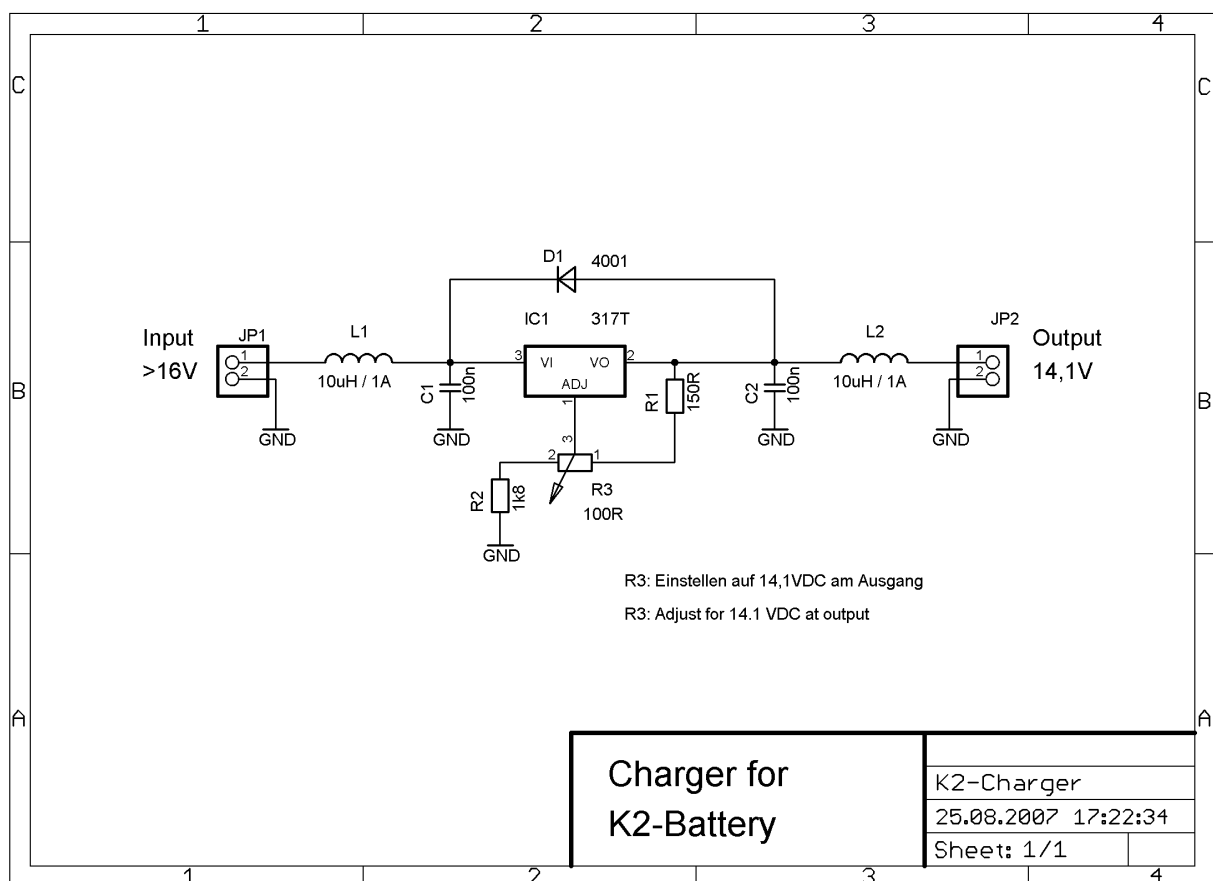 1 2 3 4
C C
D1 4001
IC1 317T
Input JP1 L1 L2 JP2 Output
>16V 1 3 VI VO 2 1 14,1V
2 10uH / 1A C1 100n ADJ R1 150R C2 100n 10uH / 1A 2
B B
1
GND GND GND GND
3
2 1
R2 1k8 R3
100R
GND
R3: Einstellen auf 14,1VDC am Ausgang
R3: Adjust for 14.1 VDC at output
A A
Charger for
K2-Battery
K2-Charger
25.08.2007 17:22:34
Sheet: 1/1
1 2 3 4